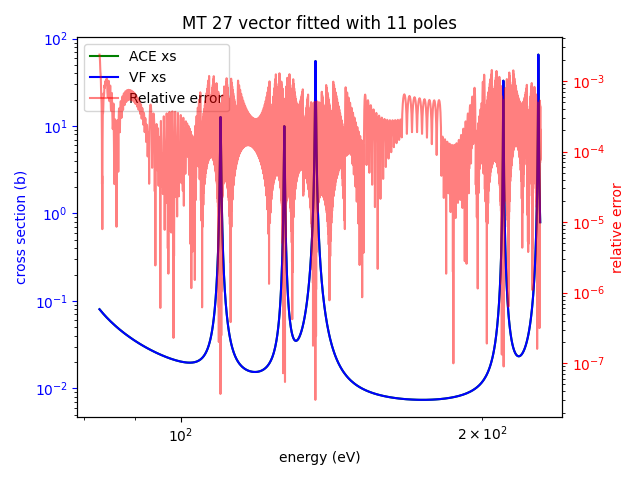 MT 27 vector fitted with 11 poles
ACE xs
VF xs
Relative error
cross section (b)
10²
10¹
10⁰
10⁻¹
10⁻²
relative error
10⁻³
10⁻⁴
10⁻⁵
10⁻⁶
10⁻⁷
10²
2 × 10²
energy (eV)